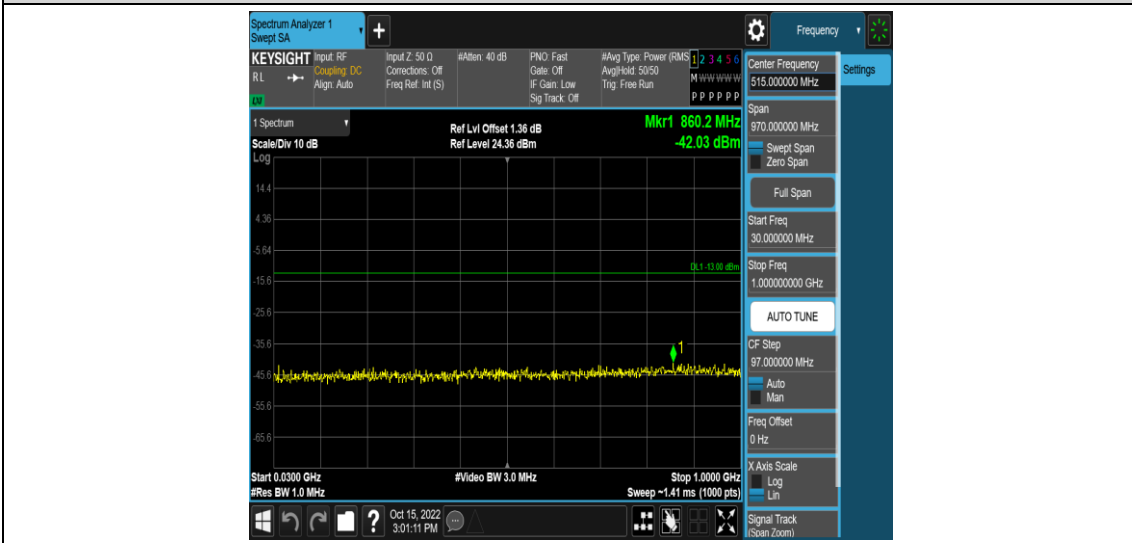 Spectrum Analyzer 1
Swept SA
+
Frequency
KEYSIGHT
RL
LXI
Input: RF
Coupling: DC
Align: Auto
Input Z: 50 Ω
Corrections: Off
Freq Ref: Int (S)
#Atten: 40 dB
PNO: Fast
Gate: Off
IF Gain: Low
Sig Track: Off
#Avg Type: Power (RMS
Avg|Hold: 50/50
Trig: Free Run
1 2 3 4 5 6
M W W W W W
P P P P P P
1 Spectrum
Scale/Div 10 dB
Log
Ref Lvl Offset 1.36 dB
Ref Level 24.36 dBm
Mkr1 860.2 MHz
-42.03 dBm
14.4
4.36
-5.64
DL1 -13.00 dBm
-15.6
-25.6
-35.6
1
-45.6
-55.6
-65.6
Start 0.0300 GHz
#Res BW 1.0 MHz
#Video BW 3.0 MHz
Stop 1.0000 GHz
Sweep ~1.41 ms (1000 pts)
?
Oct 15, 2022
3:01:11 PM
Center Frequency
515.000000 MHz
Settings
Span
970.000000 MHz
Swept Span
Zero Span
Full Span
Start Freq
30.000000 MHz
Stop Freq
1.000000000 GHz
AUTO TUNE
CF Step
97.000000 MHz
Auto
Man
Freq Offset
0 Hz
X Axis Scale
Log
Lin
Signal Track
(Span Zoom)